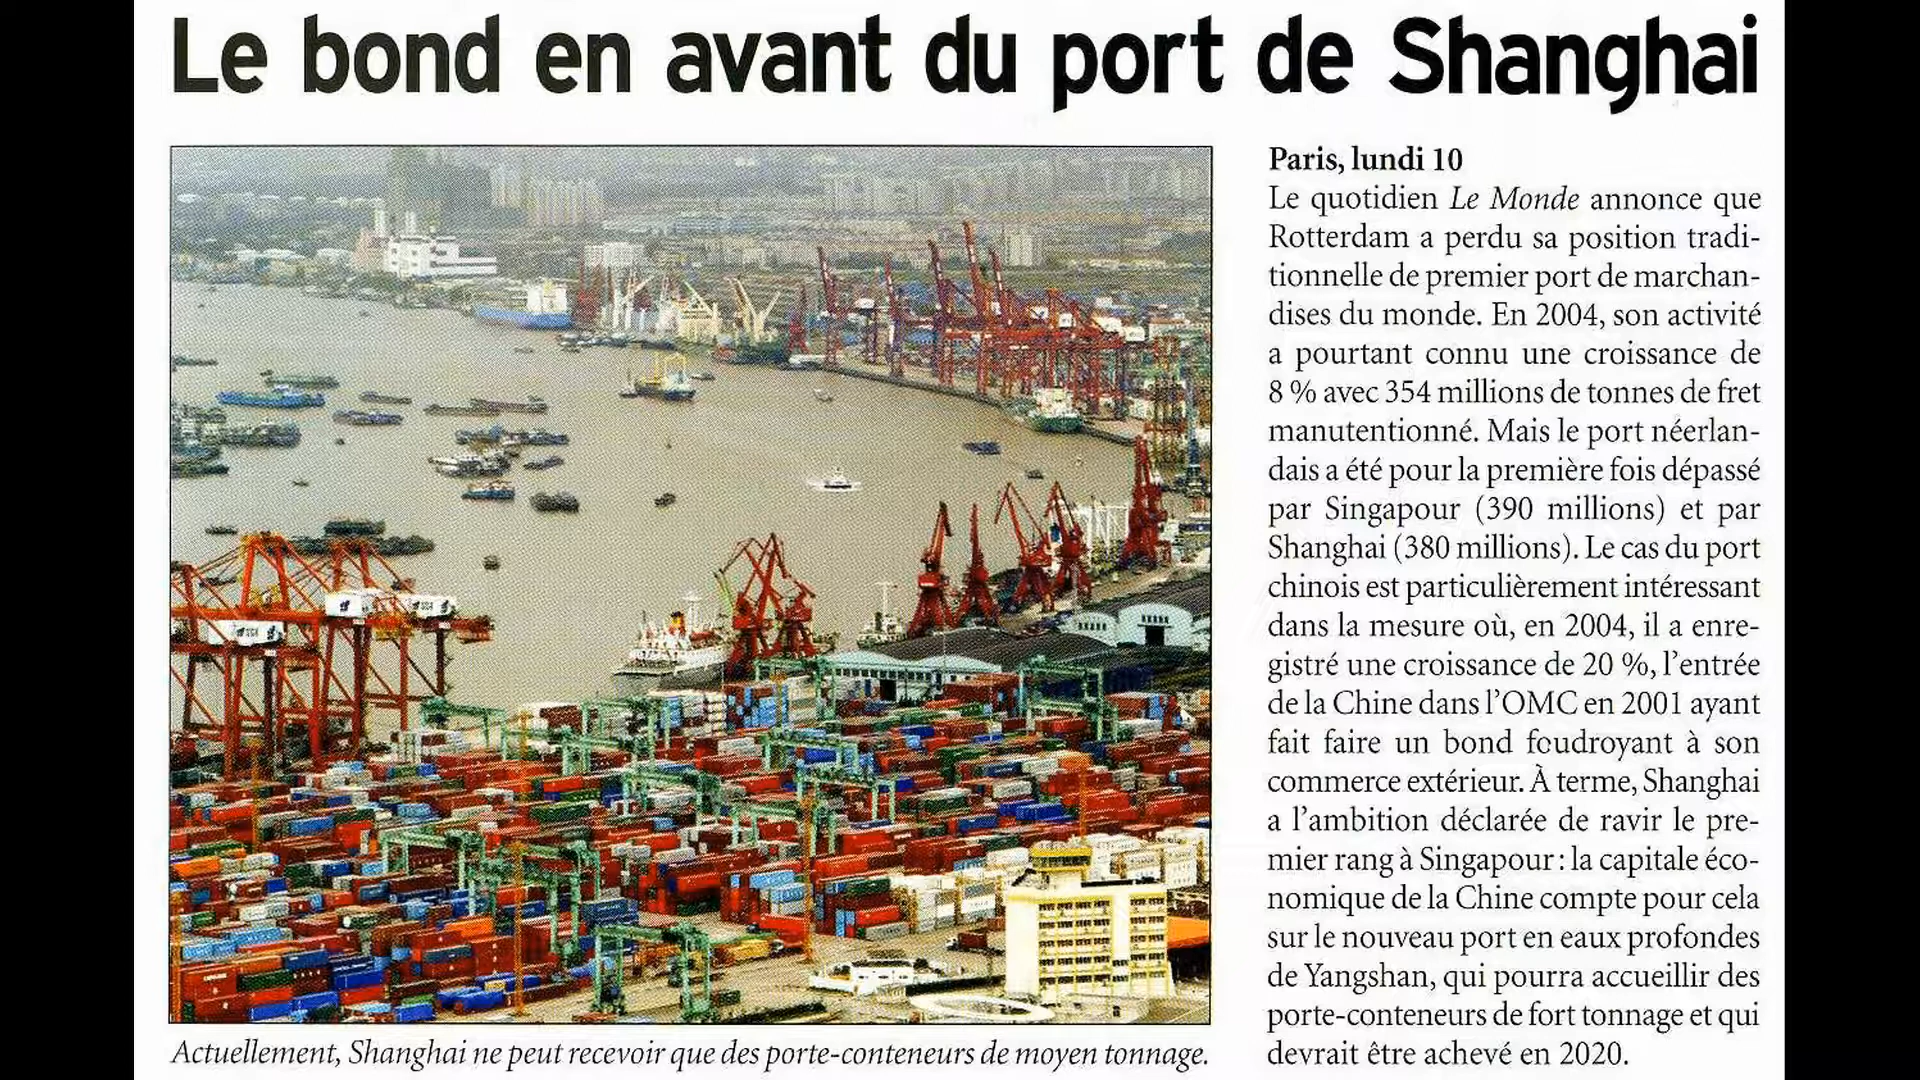 Le bond en avant du port de Shanghai
Paris, lundi 10
Le quotidien Le Monde annonce que
Rotterdam a perdu sa position tradi-
tionnelle de premier port de marchan-
dises du monde. En 2004, son activité
a pourtant connu une croissance de
8 % avec 354 millions de tonnes de fret
manutentionné. Mais le port néerlan-
dais a été pour la première fois dépassé
par Singapour (390 millions) et par
Shanghai (380 millions). Le cas du port
chinois est particulièrement intéressant
dans la mesure où, en 2004, il a enre-
gistré une croissance de 20 %, l'entrée
de la Chine dans l'OMC en 2001 ayant
fait faire un bond foudroyant à son
commerce extérieur. À terme, Shanghai
a l'ambition déclarée de ravir le pre-
mier rang à Singapour : la capitale éco-
nomique de la Chine compte pour cela
sur le nouveau port en eaux profondes
de Yangshan, qui pourra accueillir des
porte-conteneurs de fort tonnage et qui
devrait être achevé en 2020.
Actuellement, Shanghai ne peut recevoir que des porte-conteneurs de moyen tonnage.